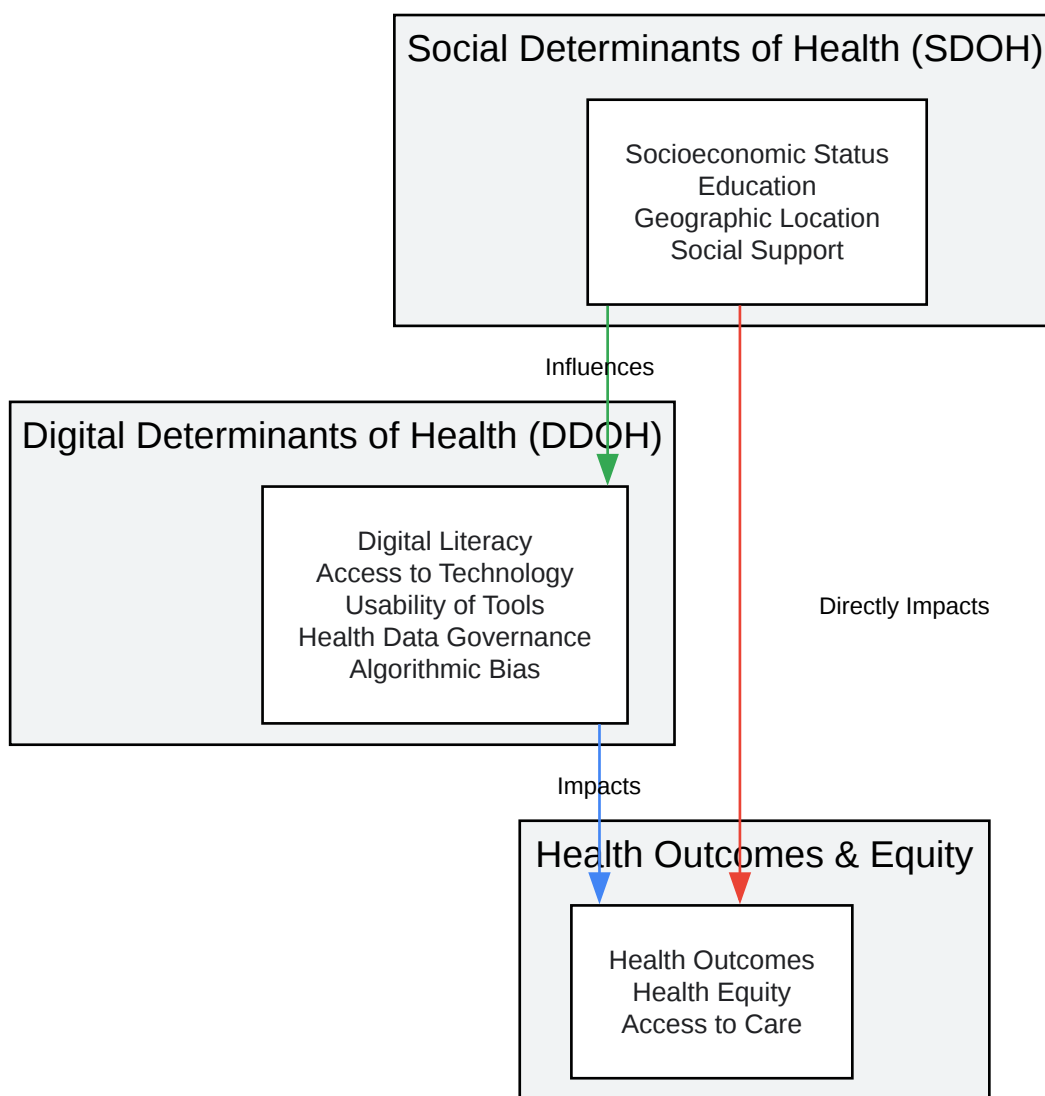 Social Determinants of Health (SDOH)
Socioeconomic Status
Education
Geographic Location
Social Support
Influences
Digital Determinants of Health (DDOH)
Digital Literacy
Access to Technology
Usability of Tools
Health Data Governance
Algorithmic Bias
Directly Impacts
Impacts
Health Outcomes & Equity
Health Outcomes
Health Equity
Access to Care